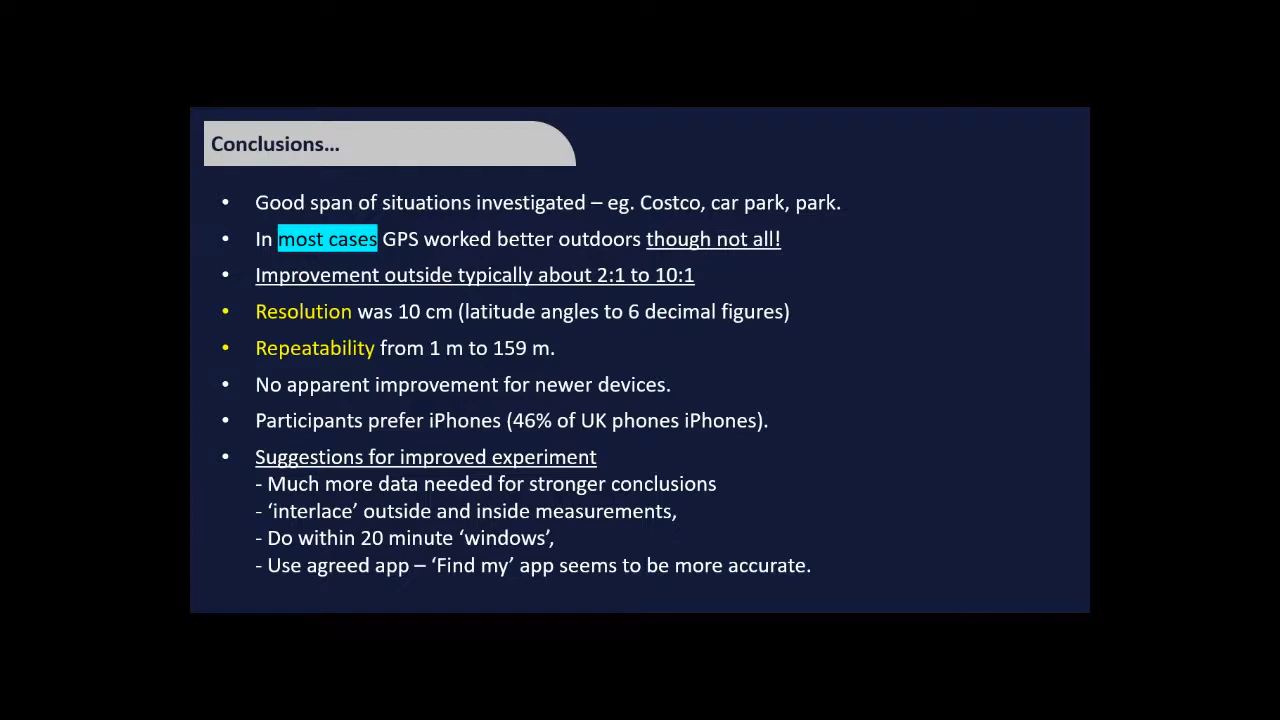 Conclusions…
• Good span of situations investigated – eg. Costco, car park, park.
• In most cases GPS worked better outdoors though not all!
• Improvement outside typically about 2:1 to 10:1
• Resolution was 10 cm (latitude angles to 6 decimal figures)
• Repeatability from 1 m to 159 m.
• No apparent improvement for newer devices.
• Participants prefer iPhones (46% of UK phones iPhones).
• Suggestions for improved experiment
- Much more data needed for stronger conclusions
- ‘interlace’ outside and inside measurements,
- Do within 20 minute ‘windows’,
- Use agreed app – ‘Find my’ app seems to be more accurate.